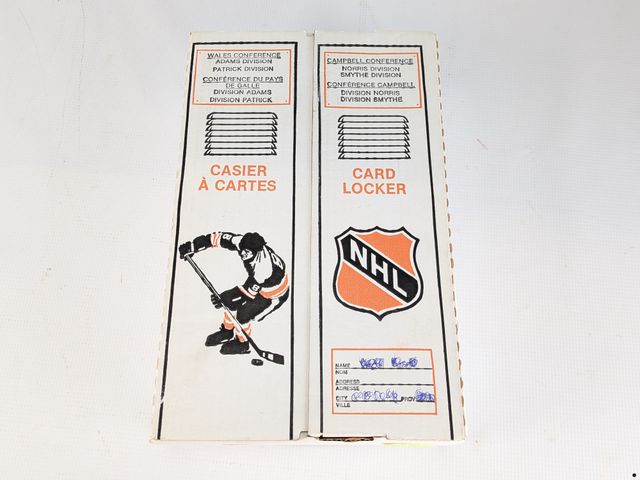 WALES CONFERENCE
ADAMS DIVISION
PATRICK DIVISION
CONFÉRENCE DU PAYS
DE GALLE
DIVISION ADAMS
DIVISION PATRICK
CASIER
À CARTES
CAMPBELL CONFERENCE
NORRIS DIVISION
SMYTHE DIVISION
CONFÉRENCE CAMPBELL
DIVISION NORRIS
DIVISION SMYTHE
CARD
LOCKER
NHL
NAME
NOM
ADDRESS
ADRESSE
CITY PROV
VILLE